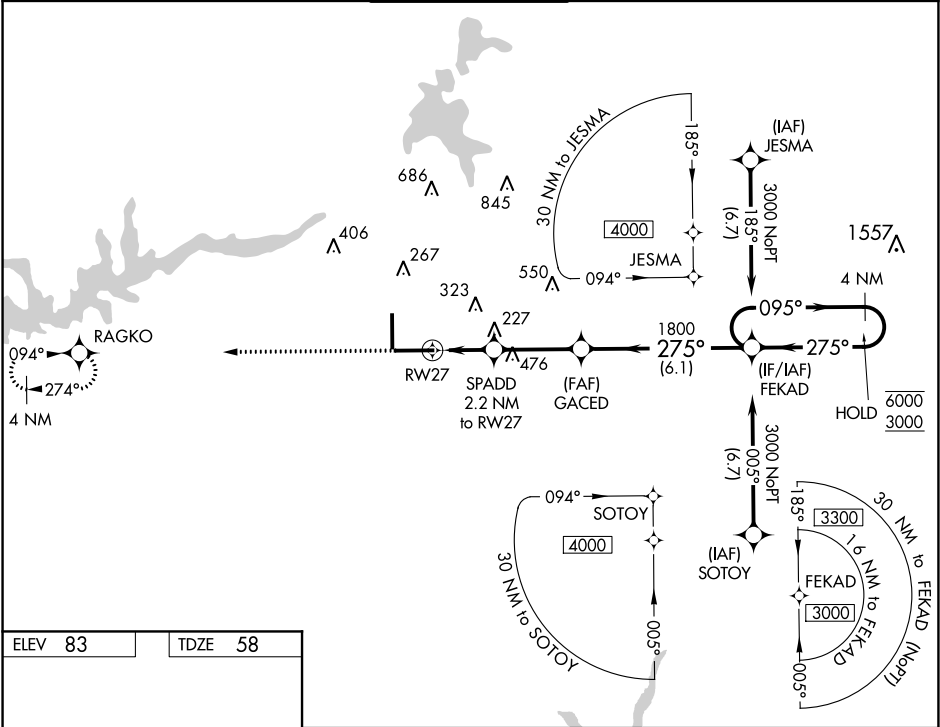 686
845
406
267
323
550
227
476
30 NM to JESMA
185°
4000
JESMA
094°
(IAF)
JESMA
3000 NoPT
185°
(6.7)
1557
4 NM
095°
275°
HOLD
6000
3000
(IF/IAF)
FEKAD
1800
275°
(6.1)
(FAF)
GACED
SPADD
2.2 NM
to RW27
RW27
RAGKO
094°
274°
4 NM
3000 NoPT
005°
(6.7)
(IAF)
SOTOY
094°
SOTOY
4000
30 NM to SOTOY
005°
185°
3300
30 NM to FEKAD (NoPT)
16 NM to FEKAD
FEKAD
3000
005°
ELEV 83
TDZE 58